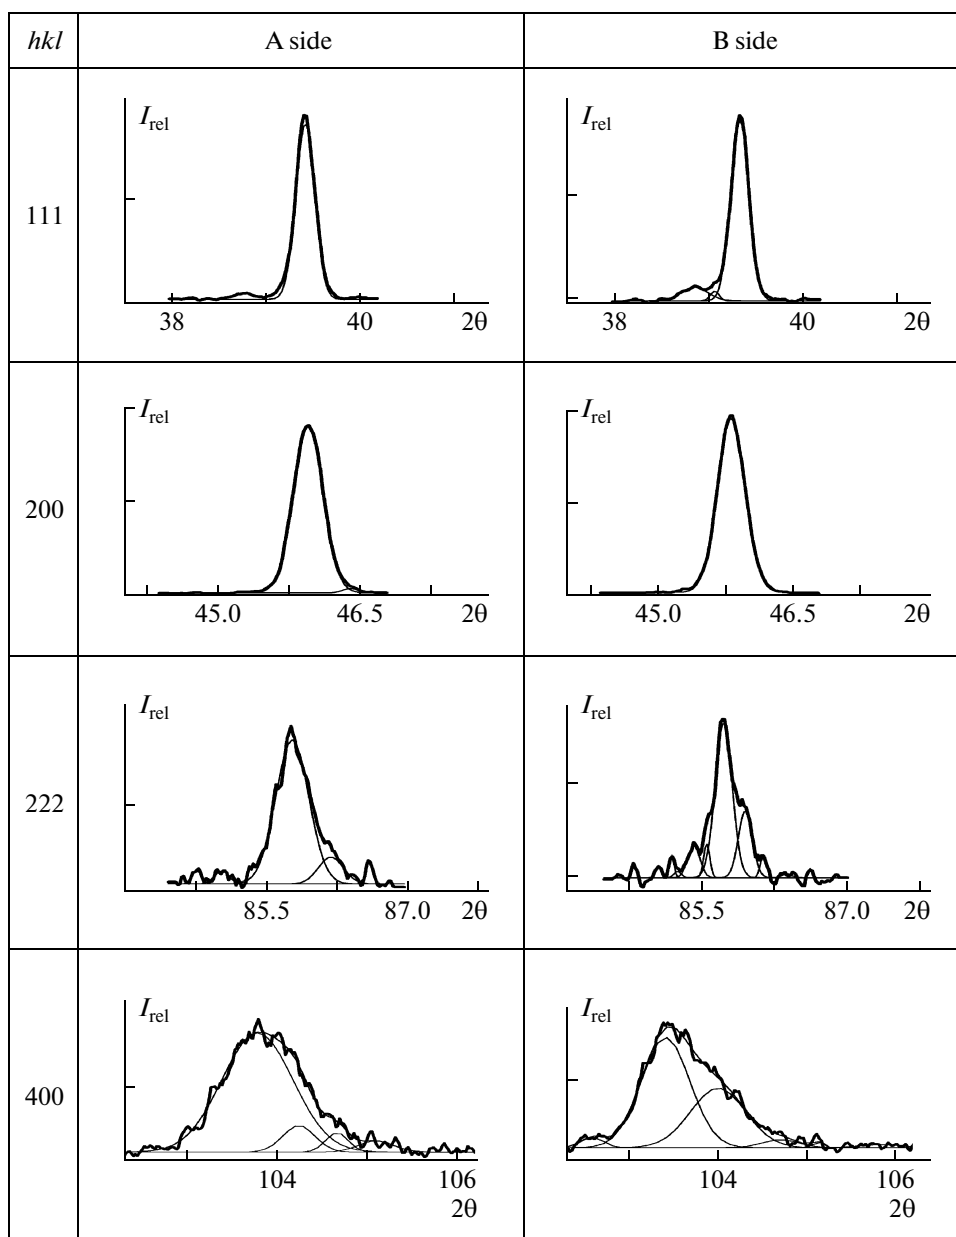 hkl A side B side
111
I_rel
38 40 2θ
I_rel
38 40 2θ
200
I_rel
45.0 46.5 2θ
I_rel
45.0 46.5 2θ
222
I_rel
85.5 87.0 2θ
I_rel
85.5 87.0 2θ
400
I_rel
104 106
2θ
I_rel
104 106
2θ